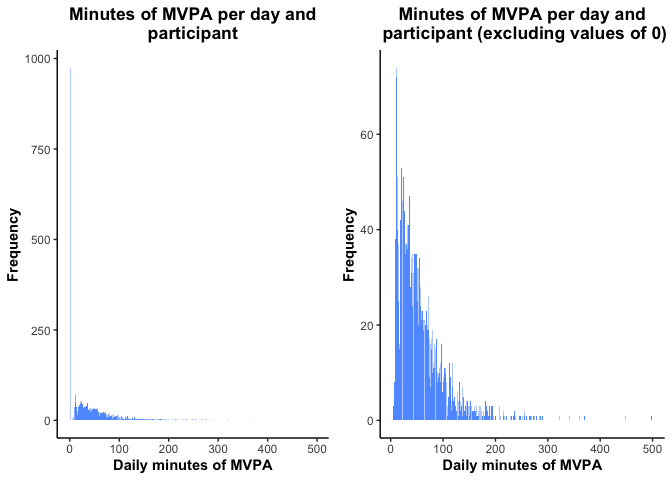 Minutes of MVPA per day and
participant
1000
750
500
250
0
Frequency
0 100 200 300 400 500
Daily minutes of MVPA
Minutes of MVPA per day and
participant (excluding values of 0)
60
40
20
0
Frequency
0 100 200 300 400 500
Daily minutes of MVPA